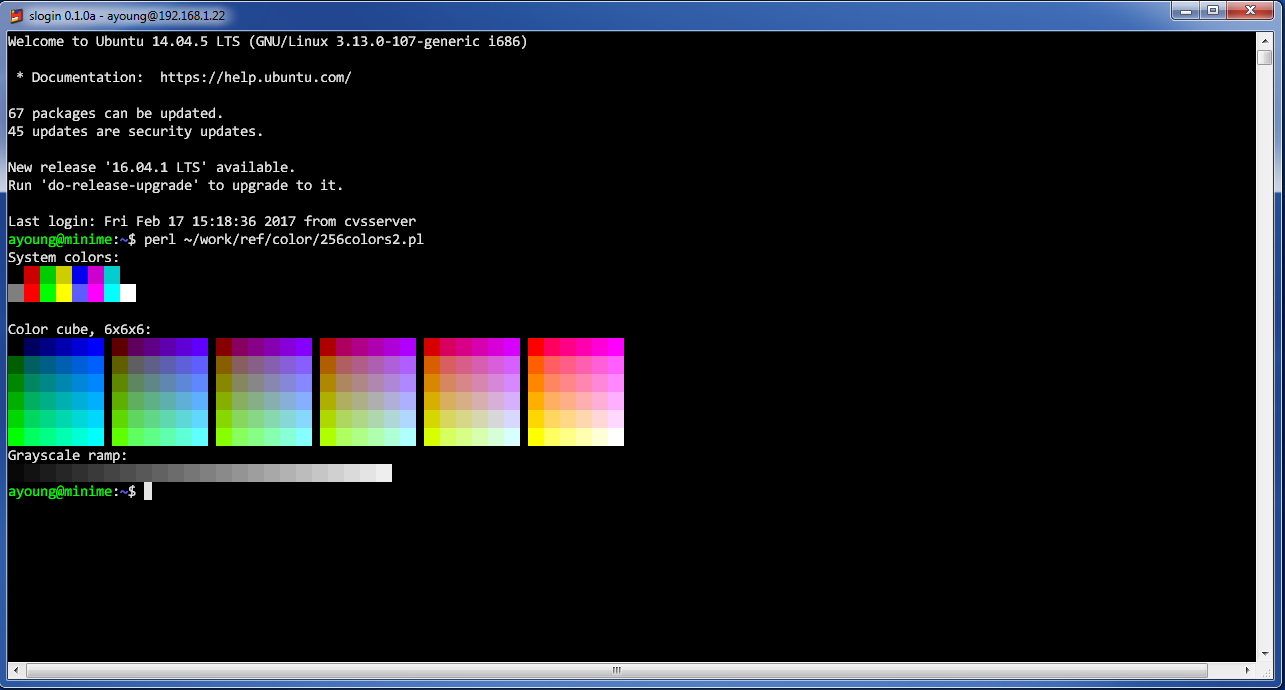 slogin 0.1.0a - ayoung@192.168.1.22
Welcome to Ubuntu 14.04.5 LTS (GNU/Linux 3.13.0-107-generic i686)
* Documentation:  https://help.ubuntu.com/
67 packages can be updated.
45 updates are security updates.
New release '16.04.1 LTS' available.
Run 'do-release-upgrade' to upgrade to it.
Last login: Fri Feb 17 15:18:36 2017 from cvsserver
ayoung@minime:~$ perl ~/work/ref/color/256colors2.pl
System colors:
Color cube, 6x6x6:
Grayscale ramp:
ayoung@minime:~$